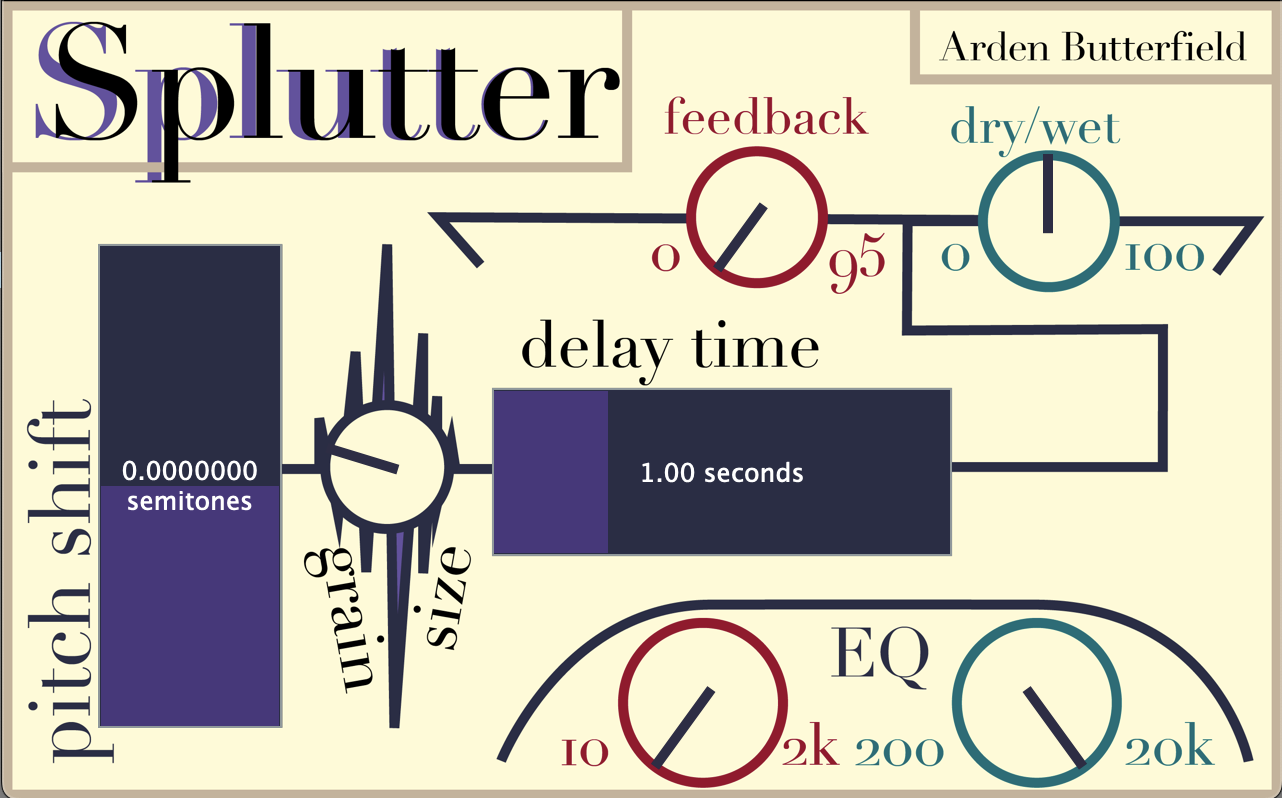 Splutter
Arden Butterfield
feedback
0 95
dry/wet
0 100
pitch shift
0.0000000
semitones
grain size
delay time
1.00 seconds
EQ
10 2k
200 20k